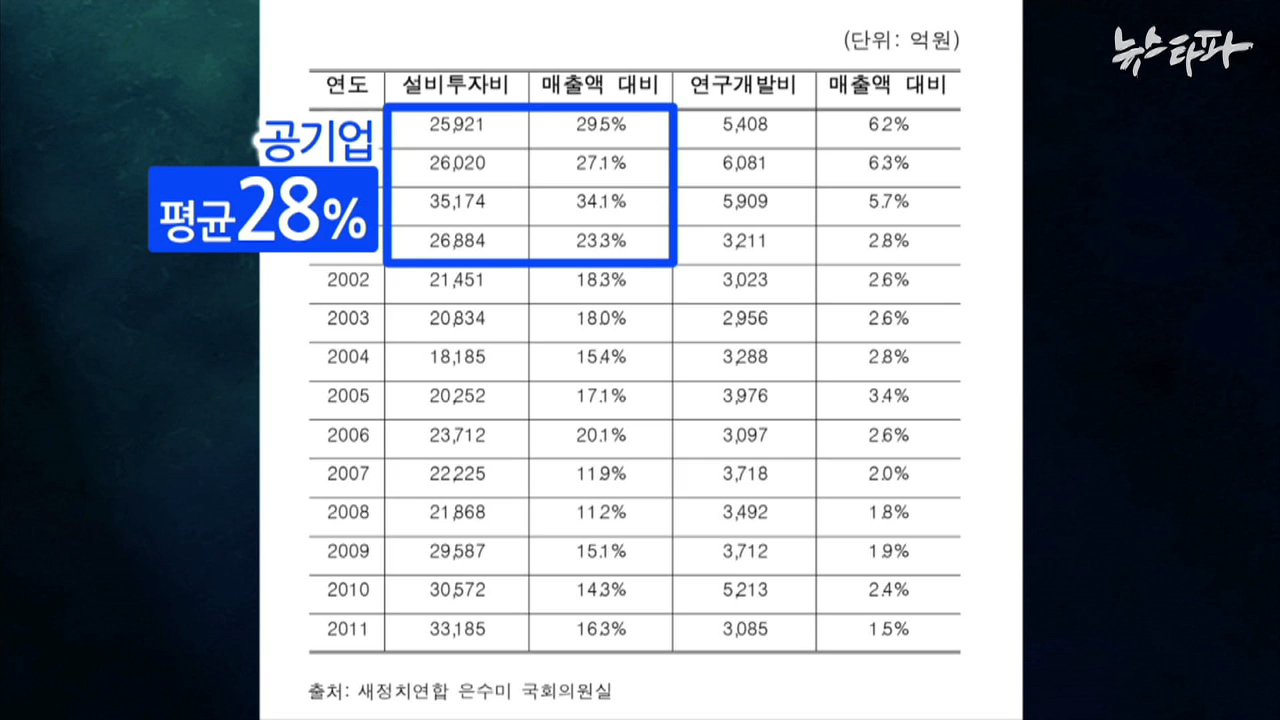 뉴스타파
(단위: 억원)
연도 설비투자비 매출액 대비 연구개발비 매출액 대비
공기업
평균 28%
25,921 29.5% 5,408 6.2%
26,020 27.1% 6,081 6.3%
35,174 34.1% 5,909 5.7%
26,884 23.3% 3,211 2.8%
2002 21,451 18.3% 3,023 2.6%
2003 20,834 18.0% 2,956 2.6%
2004 18,185 15.4% 3,288 2.8%
2005 20,252 17.1% 3,976 3.4%
2006 23,712 20.1% 3,097 2.6%
2007 22,225 11.9% 3,718 2.0%
2008 21,868 11.2% 3,492 1.8%
2009 29,587 15.1% 3,712 1.9%
2010 30,572 14.3% 5,213 2.4%
2011 33,185 16.3% 3,085 1.5%
출처: 새정치연합 은수미 국회의원실